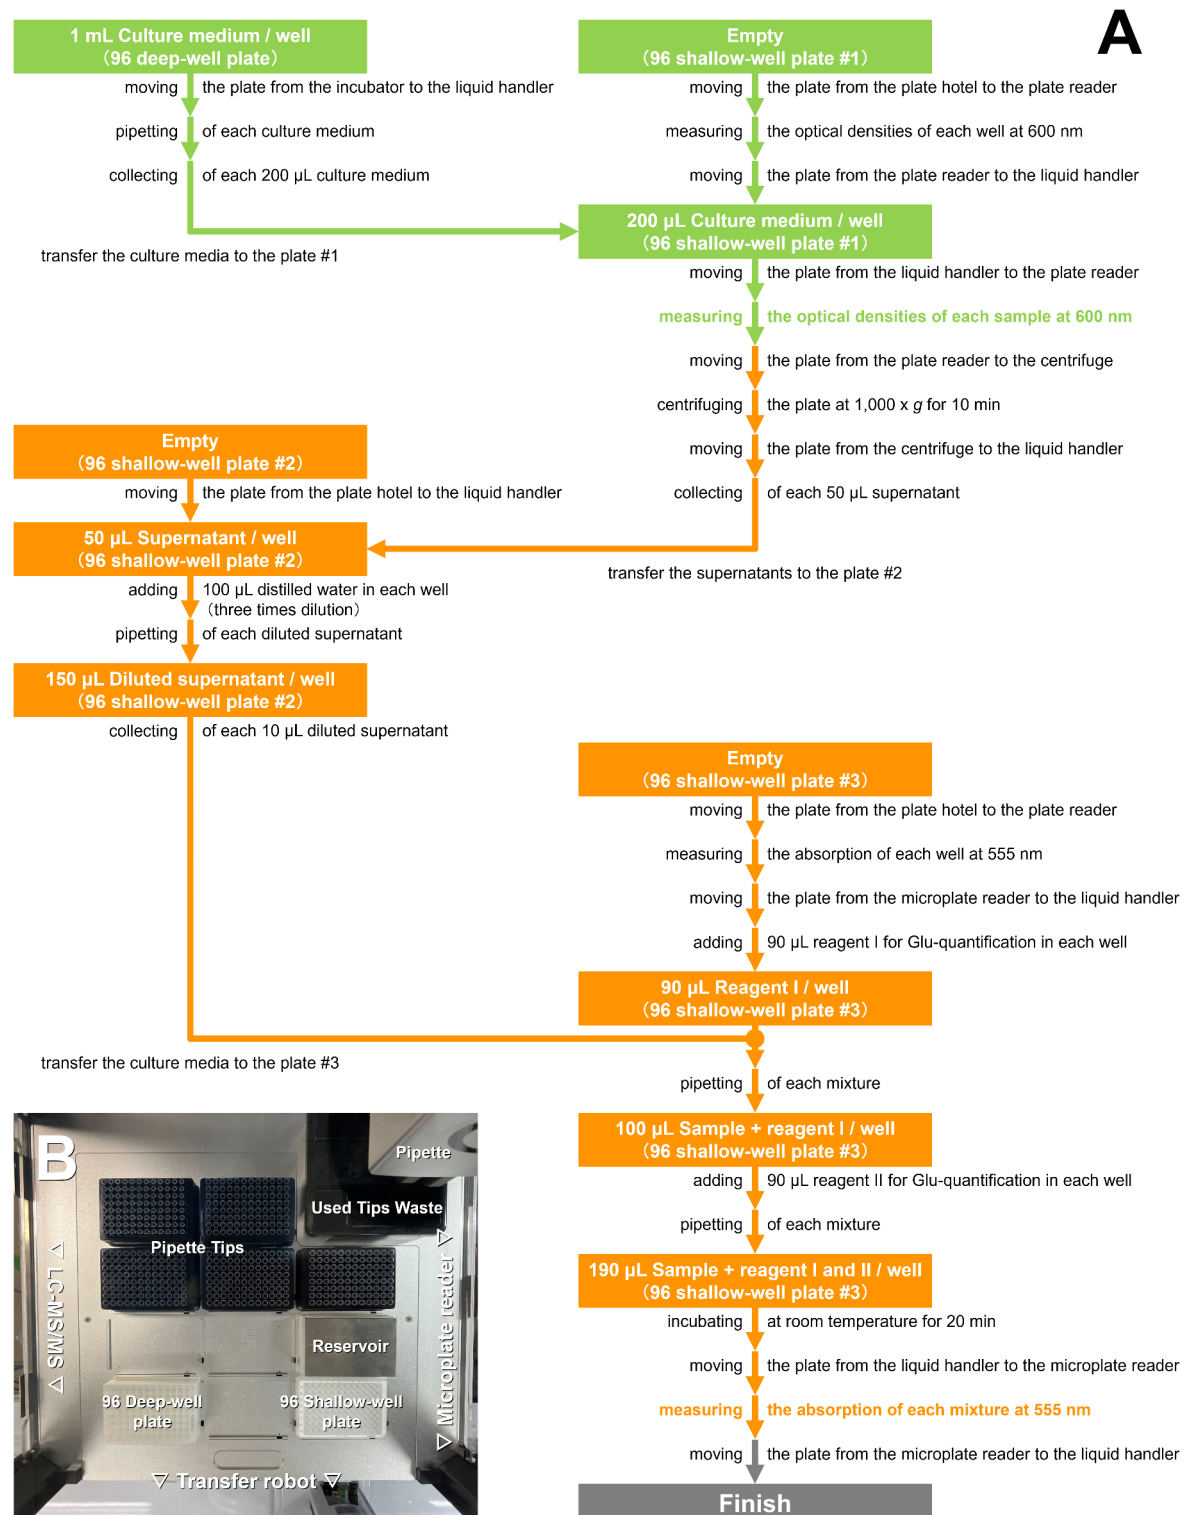 A
1 mL Culture medium / well
(96 deep-well plate)
moving the plate from the incubator to the liquid handler
pipetting of each culture medium
collecting of each 200 µL culture medium
transfer the culture media to the plate #1
Empty
(96 shallow-well plate #1)
moving the plate from the plate hotel to the plate reader
measuring the optical densities of each well at 600 nm
moving the plate from the plate reader to the liquid handler
200 µL Culture medium / well
(96 shallow-well plate #1)
moving the plate from the liquid handler to the plate reader
measuring the optical densities of each sample at 600 nm
moving the plate from the plate reader to the centrifuge
centrifuging the plate at 1,000 x g for 10 min
moving the plate from the centrifuge to the liquid handler
collecting of each 50 µL supernatant
transfer the supernatants to the plate #2
Empty
(96 shallow-well plate #2)
moving the plate from the plate hotel to the liquid handler
50 µL Supernatant / well
(96 shallow-well plate #2)
adding 100 µL distilled water in each well
(three times dilution)
pipetting of each diluted supernatant
150 µL Diluted supernatant / well
(96 shallow-well plate #2)
collecting of each 10 µL diluted supernatant
transfer the culture media to the plate #3
Empty
(96 shallow-well plate #3)
moving the plate from the plate hotel to the plate reader
measuring the absorption of each well at 555 nm
moving the plate from the microplate reader to the liquid handler
adding 90 µL reagent I for Glu-quantification in each well
90 µL Reagent I / well
(96 shallow-well plate #3)
pipetting of each mixture
100 µL Sample + reagent I / well
(96 shallow-well plate #3)
adding 90 µL reagent II for Glu-quantification in each well
pipetting of each mixture
190 µL Sample + reagent I and II / well
(96 shallow-well plate #3)
incubating at room temperature for 20 min
moving the plate from the liquid handler to the microplate reader
measuring the absorption of each mixture at 555 nm
moving the plate from the microplate reader to the liquid handler
Finish
B
Pipette
Used Tips Waste
Pipette Tips
▽ LC-MS/MS ▽
▽ Microplate reader ▽
Reservoir
96 Deep-well
plate
96 Shallow-well
plate
▽ Transfer robot ▽